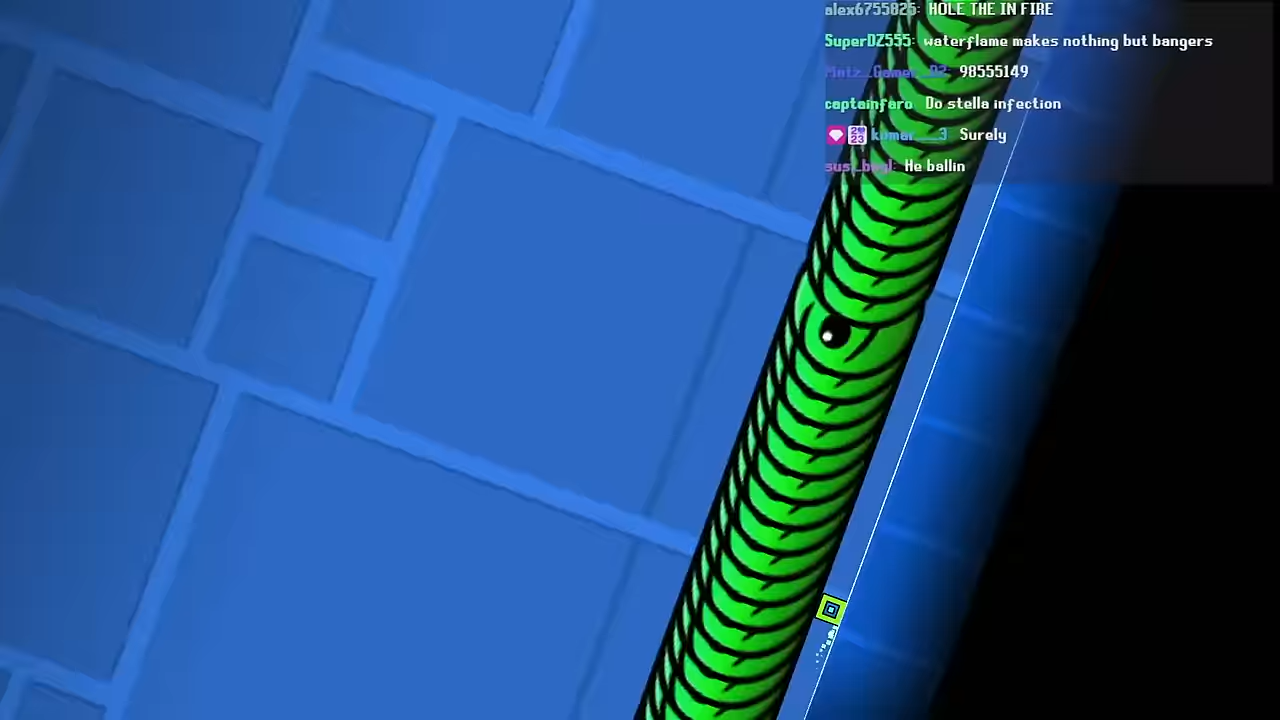 alex6755825: HOLE THE IN FIRE
SuperDZ555: waterflame makes nothing but bangers
98555149
captainfaro: Do stella infection
Surely
He ballin